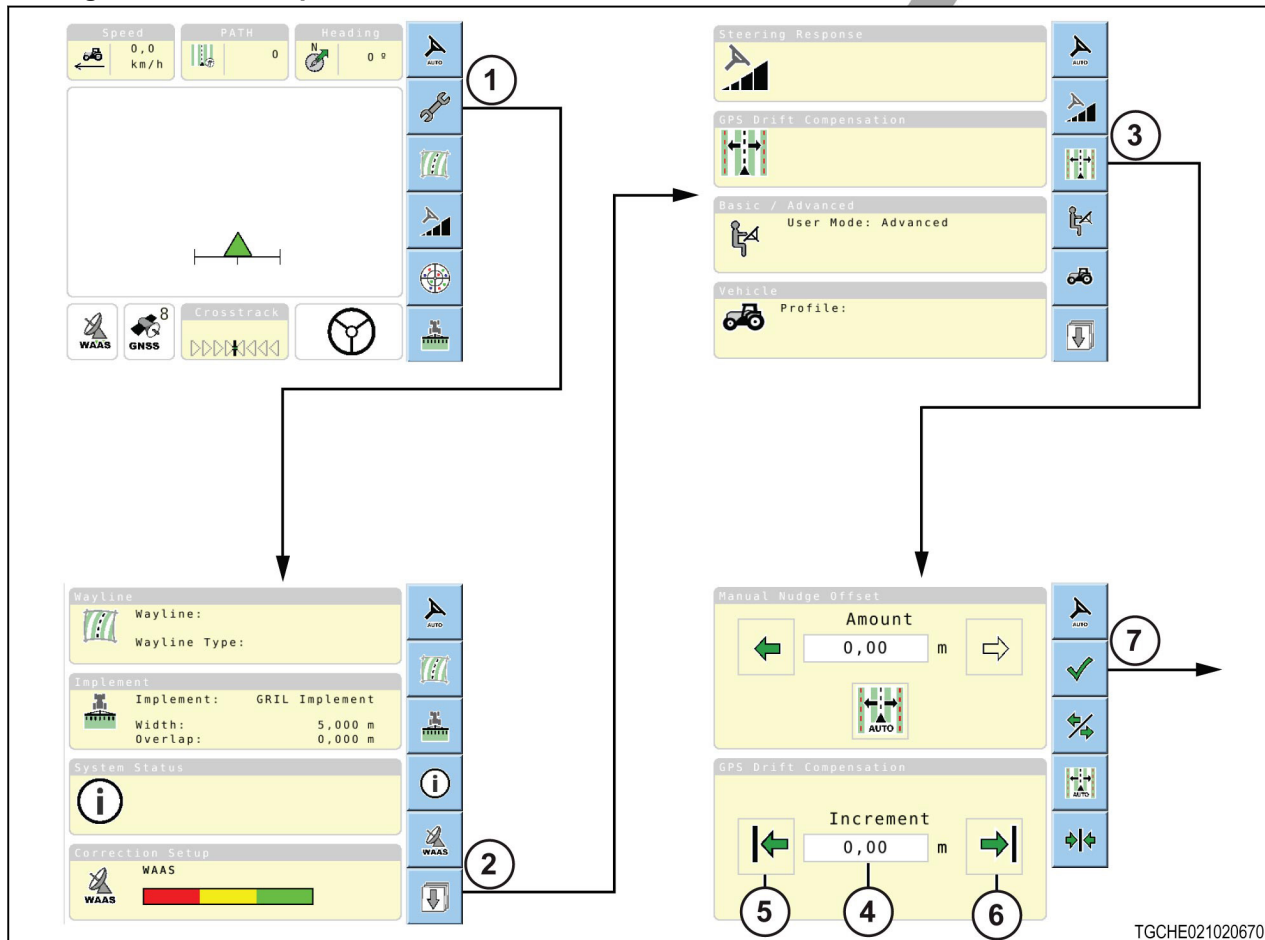 Speed
0,0
km/h
PATH
0
Heading
N
0 º
AUTO
1
WAAS
8
GNSS
Crosstrack
Wayline
Wayline:
Wayline Type:
AUTO
Implement
Implement: GRIL Implement
Width: 5,000 m
Overlap: 0,000 m
System Status
i
i
Correction Setup
WAAS
WAAS
WAAS
2
Steering Response
AUTO
GPS Drift Compensation
3
Basic / Advanced
User Mode: Advanced
Vehicle
Profile:
Manual Nudge Offset
Amount
0,00 m
AUTO
AUTO
7
GPS Drift Compensation
AUTO
Increment
0,00 m
5
4
6
TGCHE021020670